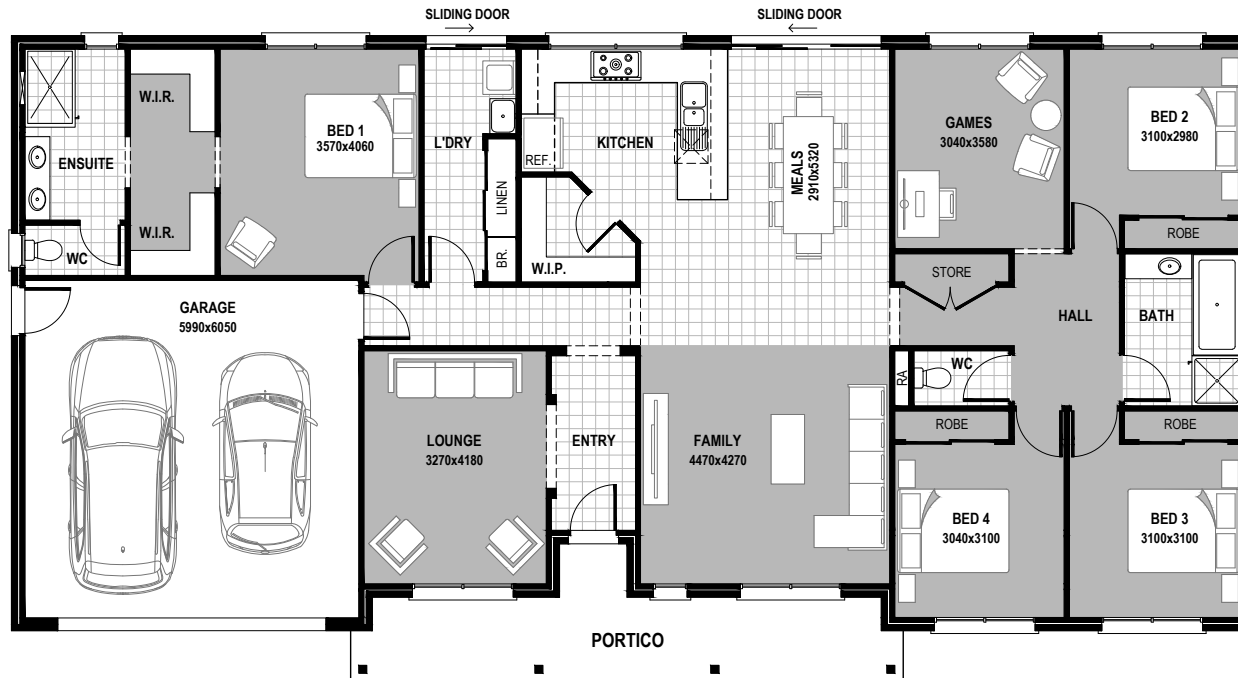 SLIDING DOOR
SLIDING DOOR
W.I.R.
BED 1
3570x4060
ENSUITE
W.I.R.
WC
L'DRY
LINEN
BR.
KITCHEN
REF.
W.I.P.
MEALS
2910x5320
GAMES
3040x3580
BED 2
3100x2980
ROBE
STORE
HALL
BATH
GARAGE
5990x6050
LOUNGE
3270x4180
ENTRY
FAMILY
4470x4270
RA
WC
ROBE
ROBE
BED 4
3040x3100
BED 3
3100x3100
PORTICO